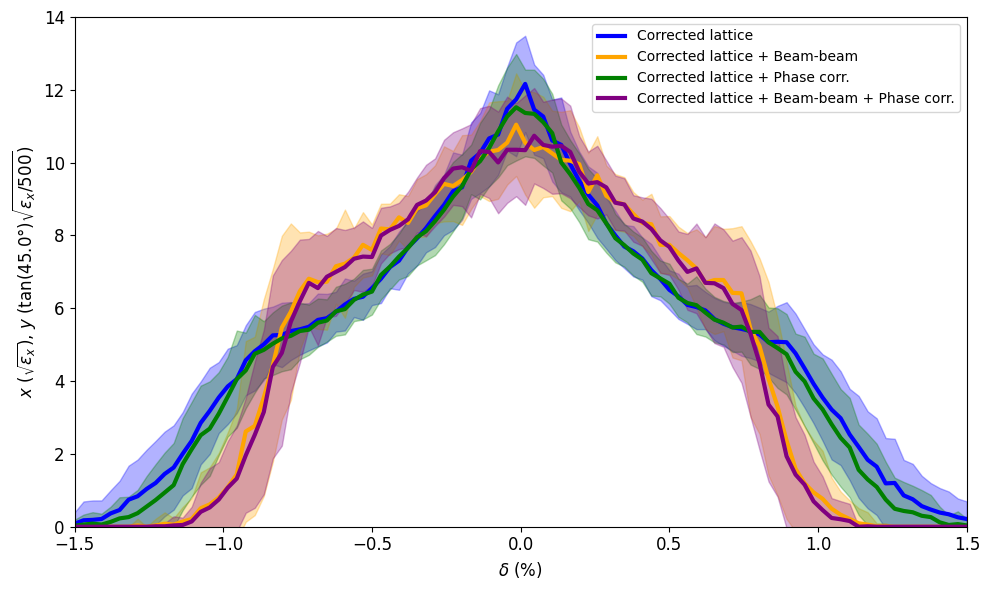 14
12
10
8
6
4
2
0
x (√εₓ), y (tan(45.0°)√εₓ/500)
Corrected lattice
Corrected lattice + Beam-beam
Corrected lattice + Phase corr.
Corrected lattice + Beam-beam + Phase corr.
−1.5 −1.0 −0.5 0.0 0.5 1.0 1.5
δ (%)